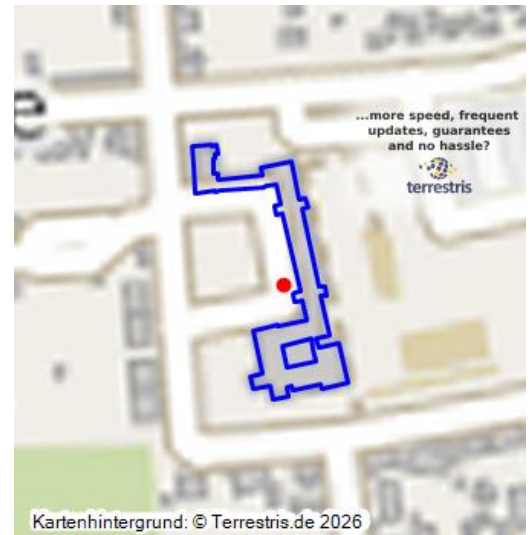 e
...more speed, frequent
updates, guarantees
and no hassle?
terrestris
Kartenhintergrund: © Terrestris.de 2026